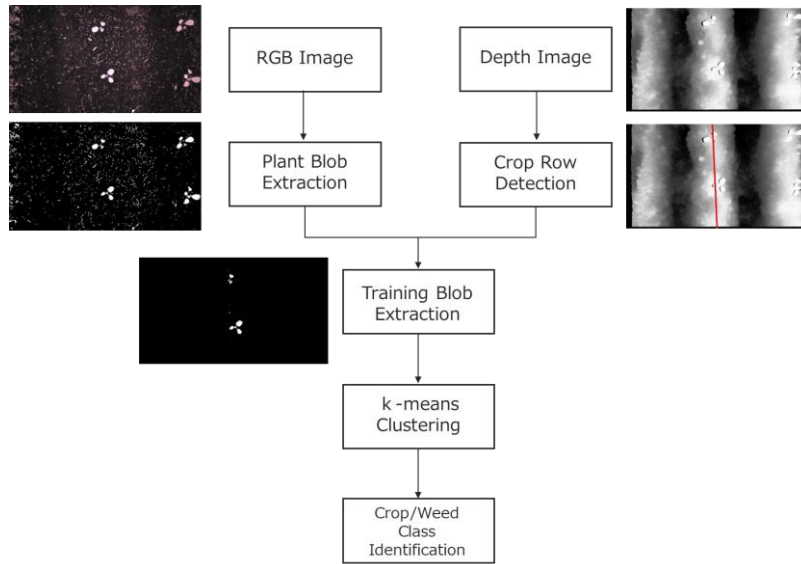 RGB Image
Depth Image
Plant Blob
Extraction
Crop Row
Detection
Training Blob
Extraction
k-means
Clustering
Crop/Weed
Class
Identification